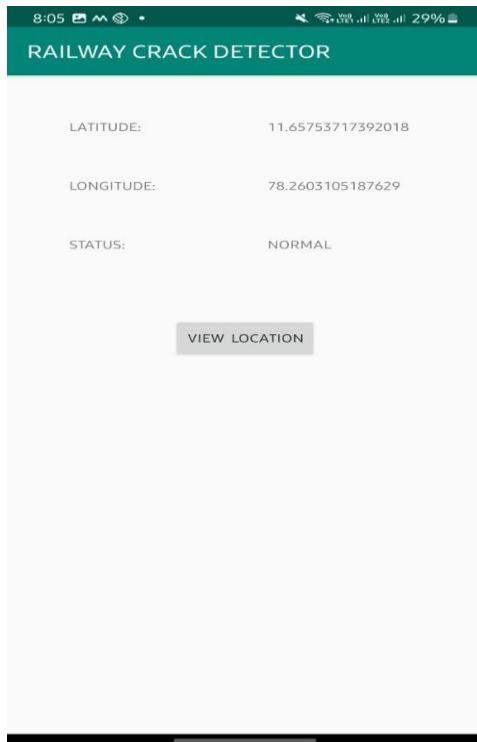 8:05 29%
RAILWAY CRACK DETECTOR
LATITUDE: 11.65753717392018
LONGITUDE: 78.2603105187629
STATUS: NORMAL
VIEW LOCATION